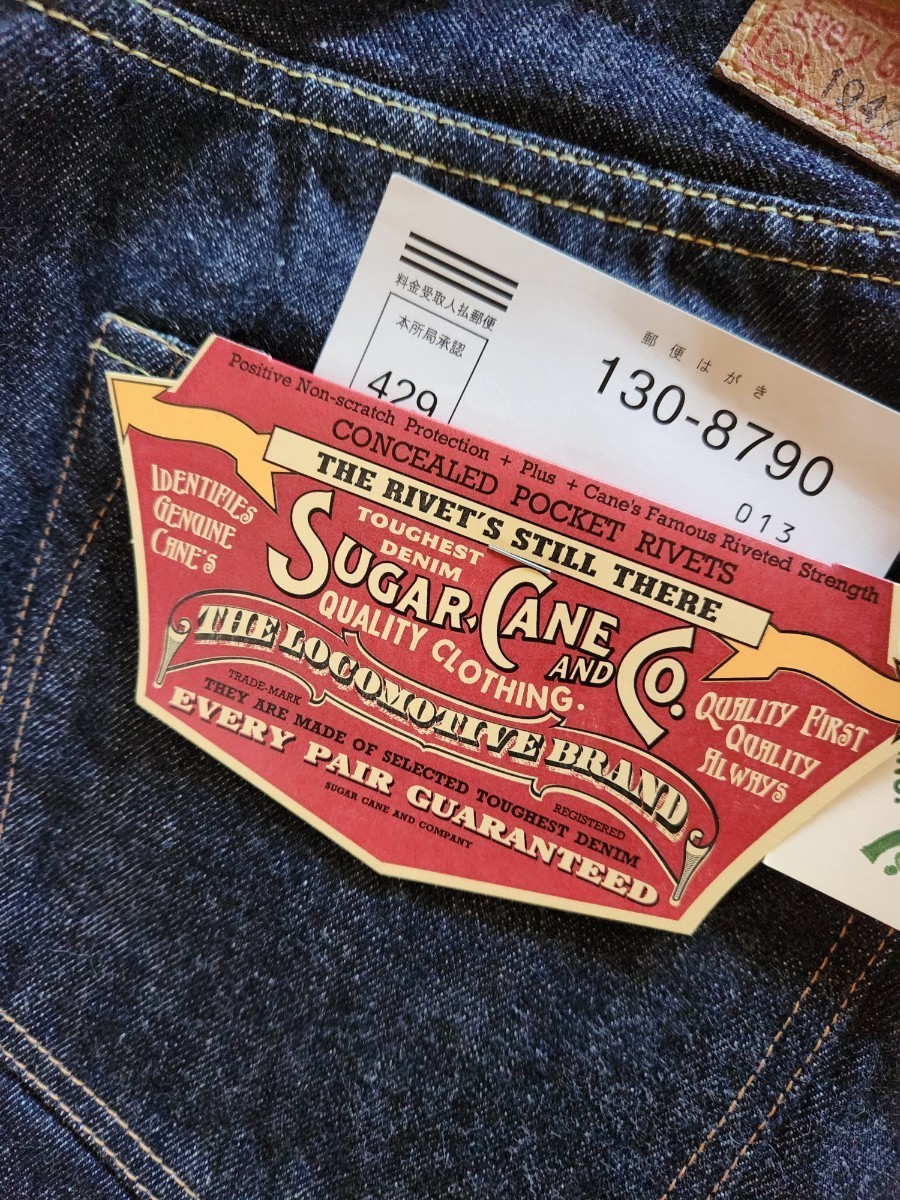 Lot
194
料金受取人払郵便
本所局承認
429
郵便はがき
130-8790
013
Positive Non-scratch Protection + Plus + Cane's Famous Riveted Strength
CONCEALED POCKET RIVETS
THE RIVET'S STILL THERE
IDENTIFIES
GENUINE
CANE'S
TOUGHEST
DENIM
SUGAR CANE AND CO.
QUALITY CLOTHING.
THE LOCOMOTIVE BRAND
QUALITY FIRST
QUALITY
ALWAYS
TRADE-MARK
REGISTERED
THEY ARE MADE OF SELECTED TOUGHEST DENIM
EVERY PAIR GUARANTEED
SUGAR CANE AND COMPANY